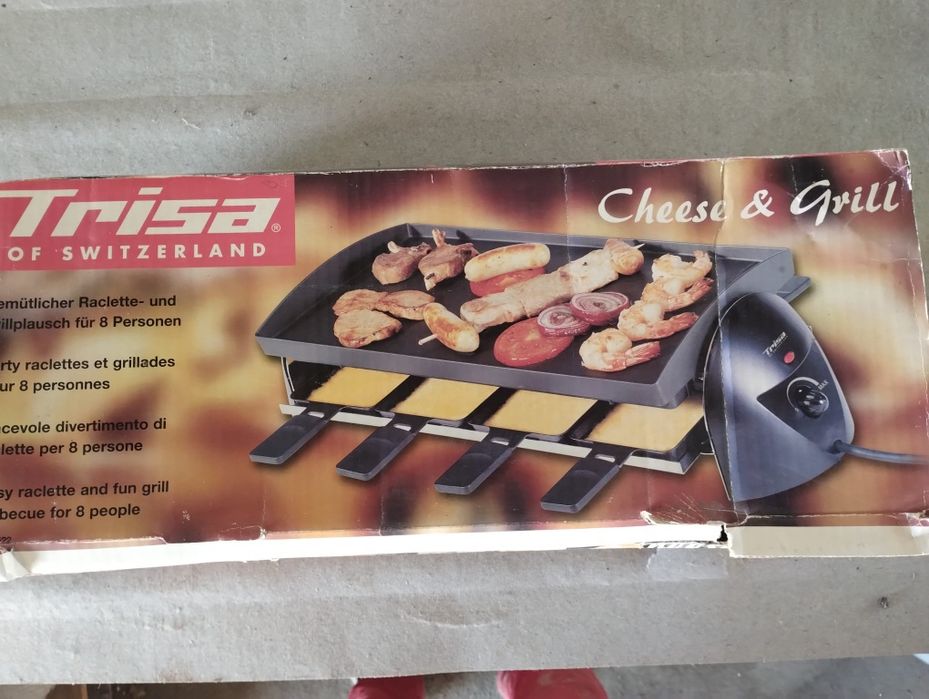 Trisa®
OF SWITZERLAND
Cheese & Grill
emütlicher Raclette- und
illplausch für 8 Personen
rty raclettes et grillades
ur 8 personnes
cevole divertimento di
lette per 8 persone
sy raclette and fun grill
becue for 8 people
Trisa
MAX